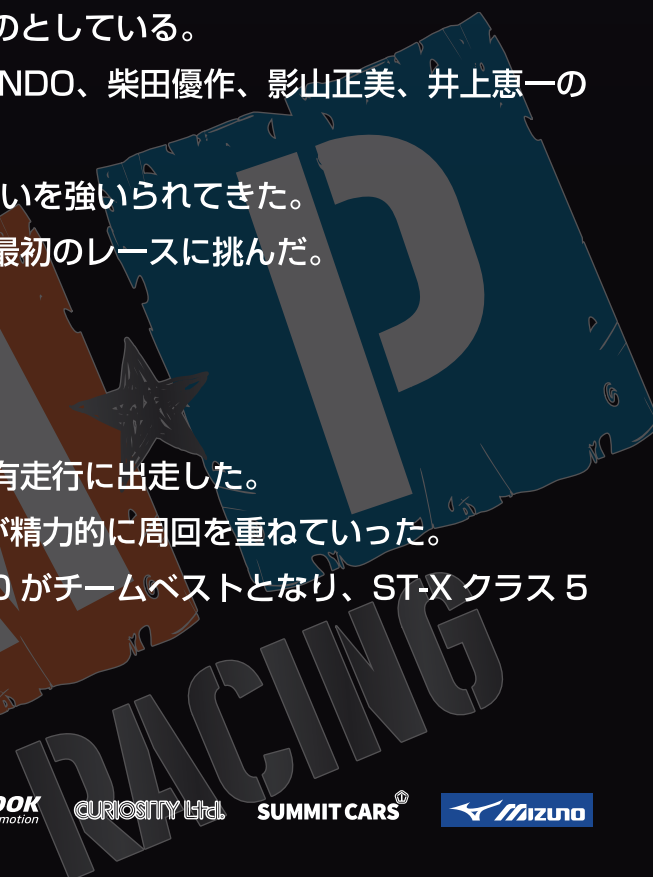 のとしている。
NDO、柴田優作、影山正美、井上恵一の
いを強いられてきた。
最初のレースに挑んだ。
有走行に出走した。
が精力的に周回を重ねていった。
0 がチームベストとなり、ST-X クラス 5
P
RACING
OOK
motion
CURIOSITY Ltd.
SUMMIT CARS
MIZUNO